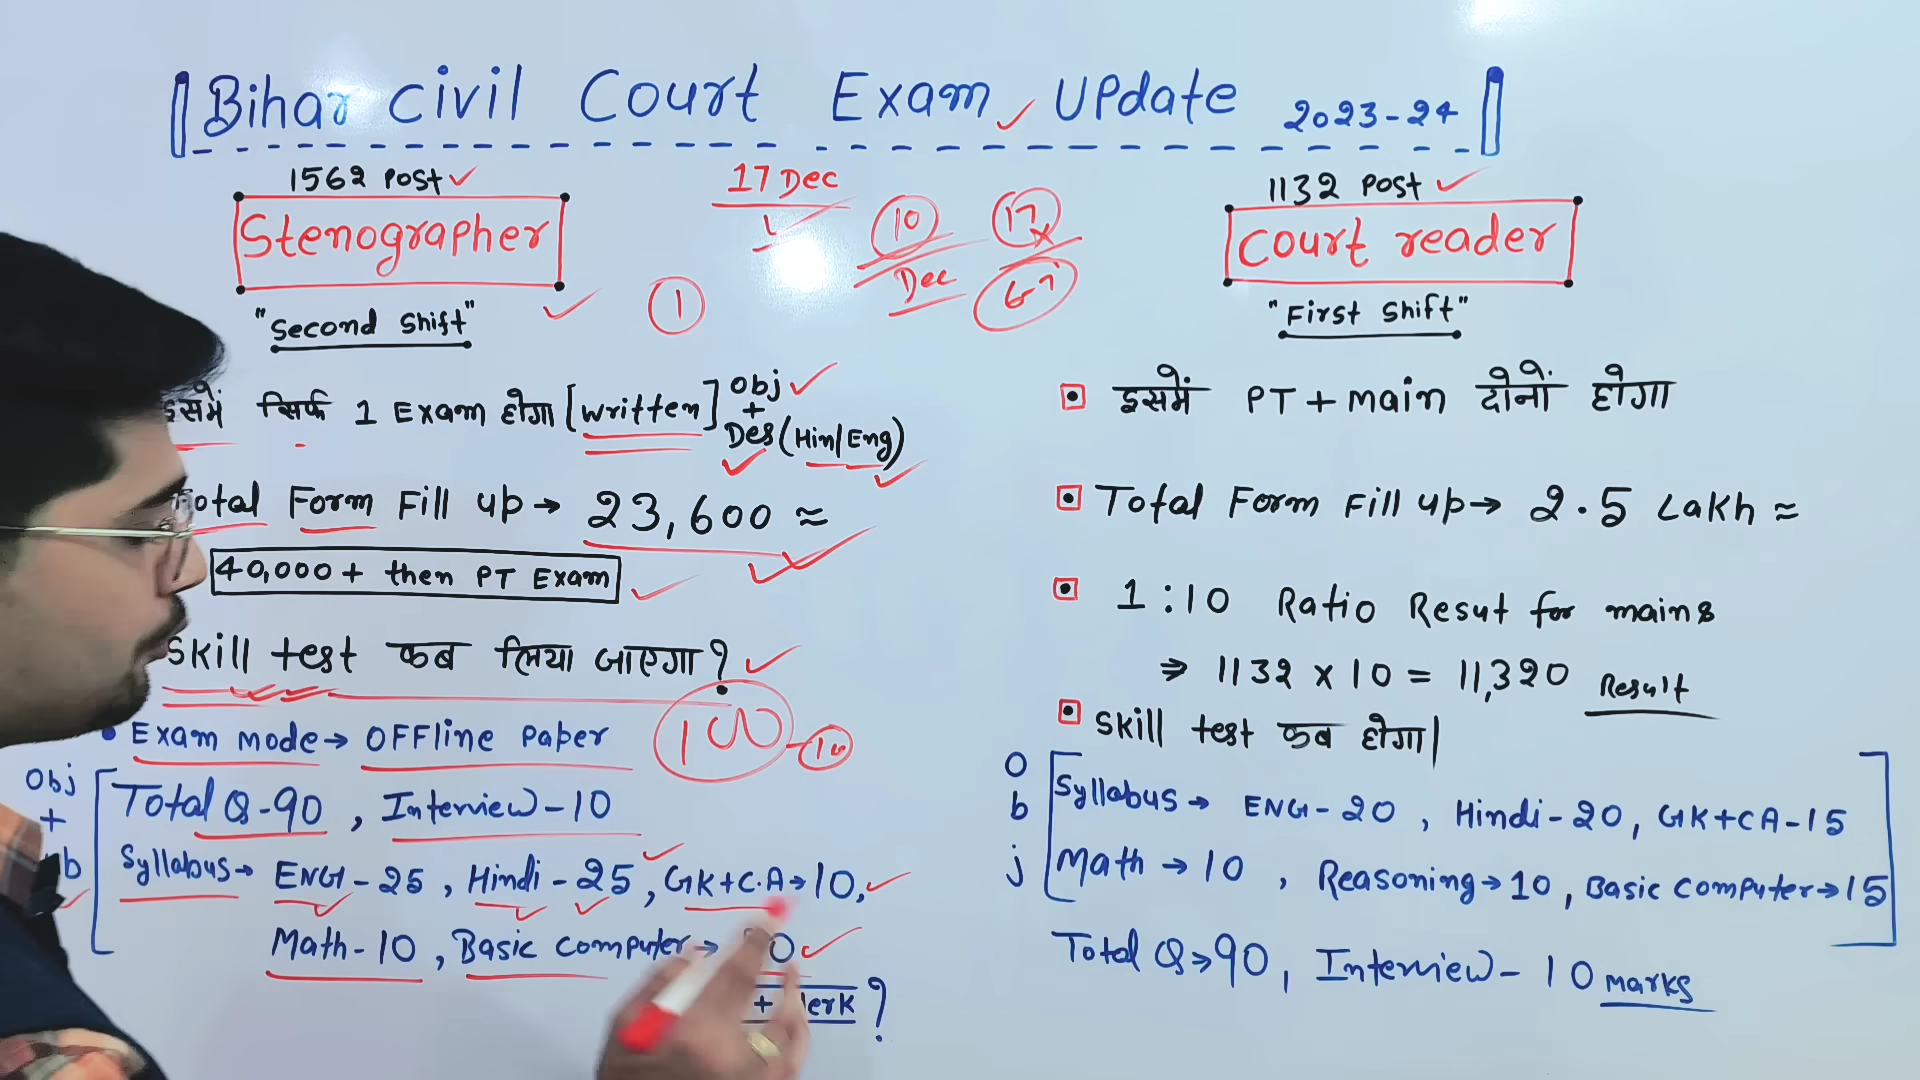 Bihar Civil Court Exam Update 2023-24
1562 Post
Stenographer
"Second Shift"
17 Dec
10
Dec
17
1
इसमें सिर्फ 1 Exam होगा [written] Obj
+
Des (Hin/Eng)
Total Form Fill up → 23,600 ≈
40,000+ then PT Exam
Skill test कब लिया जाएगा?
100 - 10
• Exam mode → OFFline Paper
Obj
+
Total Q-90, Interview-10
Syllabus → ENG-25, Hindi-25, GK+C.A → 10,
Math-10, Basic computer →
+
?
1132 Post
Court reader
"First Shift"
इसमें PT + main दोनों होगा
Total Form Fill up → 2.5 Lakh ≈
1:10 Ratio Resut for mains
⇒ 1132 x 10 = 11,320 Result
Skill test कब होगा|
Obj
Syllabus → ENG-20, Hindi-20, GK+CA-15
Math → 10, Reasoning → 10, Basic computer → 15
Total Q → 90, Interview - 10 marks